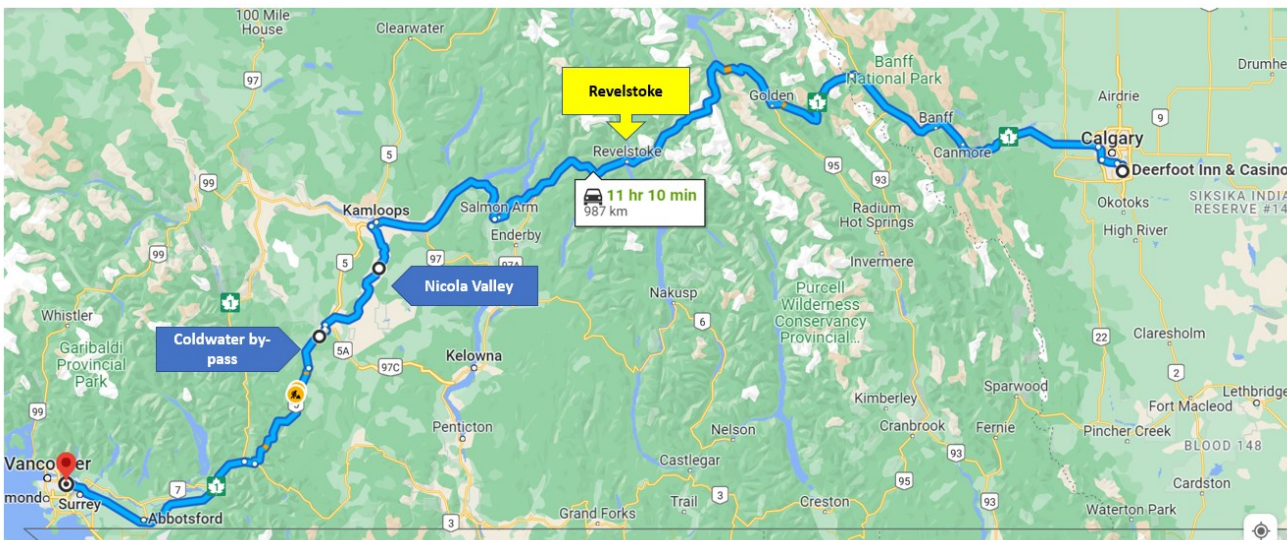 100 Mile
House
Clearwater
97
Revelstoke
Banff
National Park
Drumhe
Golden
1
Airdrie
9
5
Banff
1
Calgary
Canmore
Revelstoke
95
93
Deerfoot Inn & Casino
99
11 hr 10 min
987 km
SIKSIKA INDIA
RESERVE #14
Kamloops
Salmon Arm
Okotoks
Radium
Hot Springs
Enderby
High River
99
5
97
97A
Invermere
Nicola Valley
Nakusp
Purcell
Wilderness
Conservancy
Provincial...
1
Whistler
6
Coldwater by-
pass
5A
22
Claresholm
Garibaldi
Provincial
Park
97C
Kelowna
2
Sparwood
Lethbridge
5
Kimberley
Fort Macleod
99
Penticton
Nelson
Cranbrook
Fernie
Pincher Creek
93
BLOOD 148
Vancouver
Castlegar
7
1
95
Cardston
mond
Surrey
Trail
3
Creston
93
Abbotsford
3
Grand Forks
Waterton Park